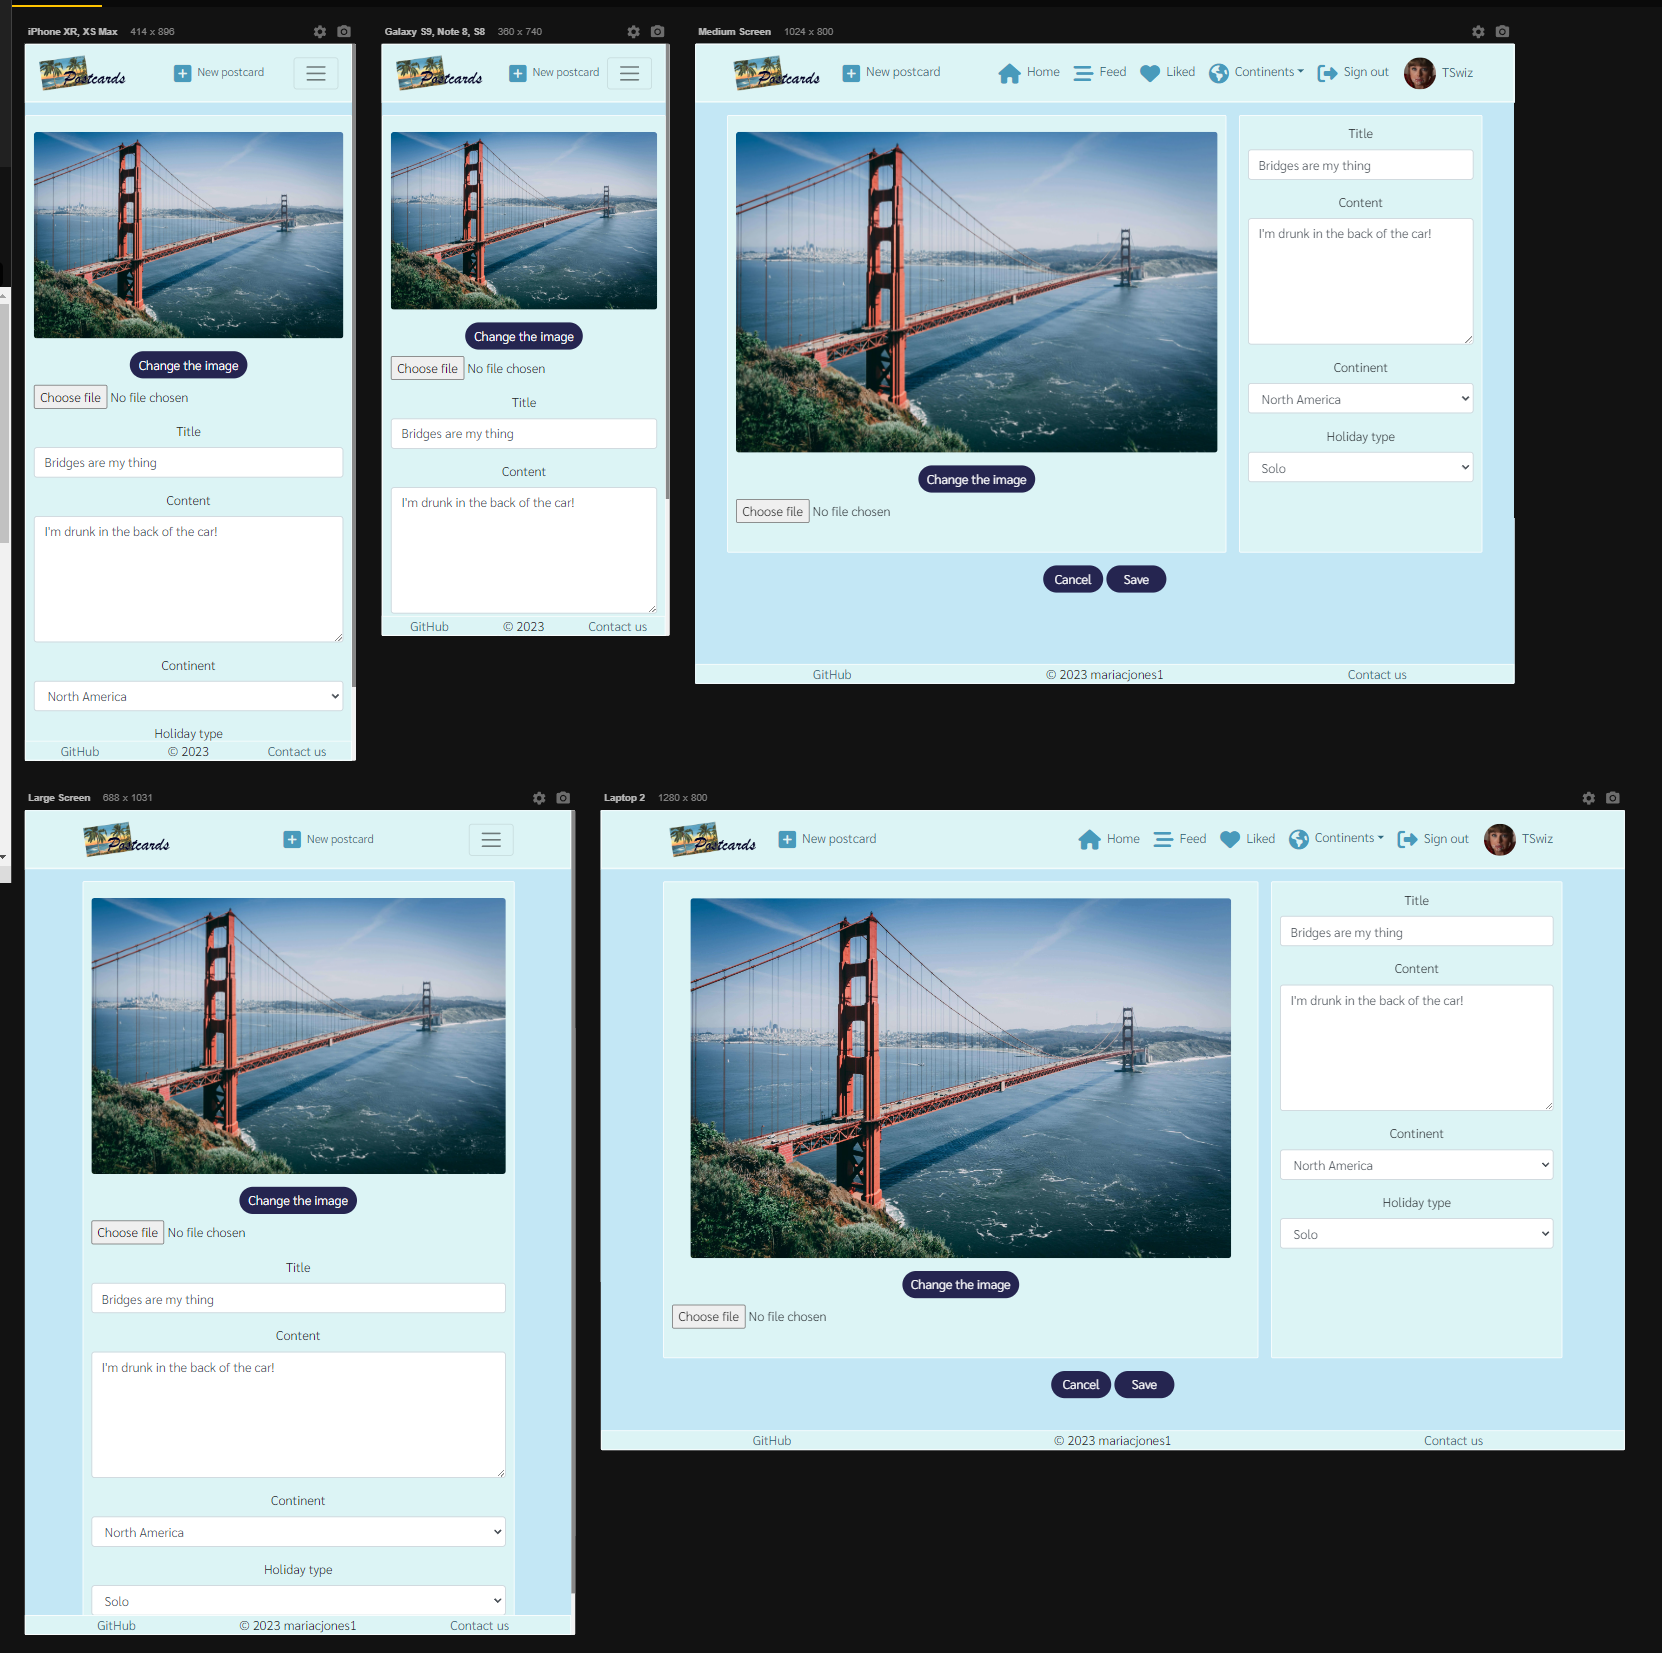 iPhone XR, XS Max 414 x 896
Postcards
New postcard
Change the image
Choose file No file chosen
Title
Bridges are my thing
Content
I'm drunk in the back of the car!
Continent
North America
Holiday type
GitHub © 2023 Contact us
Galaxy S9, Note 8, S8 360 x 740
Postcards
New postcard
Change the image
Choose file No file chosen
Title
Bridges are my thing
Content
I'm drunk in the back of the car!
GitHub © 2023 Contact us
Medium Screen 1024 x 800
Postcards
New postcard Home Feed Liked Continents Sign out TSwiz
Change the image
Choose file No file chosen
Title
Bridges are my thing
Content
I'm drunk in the back of the car!
Continent
North America
Holiday type
Solo
Cancel Save
GitHub © 2023 mariacjones1 Contact us
Large Screen 688 x 1031
Postcards
New postcard
Change the image
Choose file No file chosen
Title
Bridges are my thing
Content
I'm drunk in the back of the car!
Continent
North America
Holiday type
Solo
GitHub © 2023 mariacjones1 Contact us
Laptop 2 1280 x 800
Postcards
New postcard Home Feed Liked Continents Sign out TSwiz
Change the image
Choose file No file chosen
Title
Bridges are my thing
Content
I'm drunk in the back of the car!
Continent
North America
Holiday type
Solo
Cancel Save
GitHub © 2023 mariacjones1 Contact us